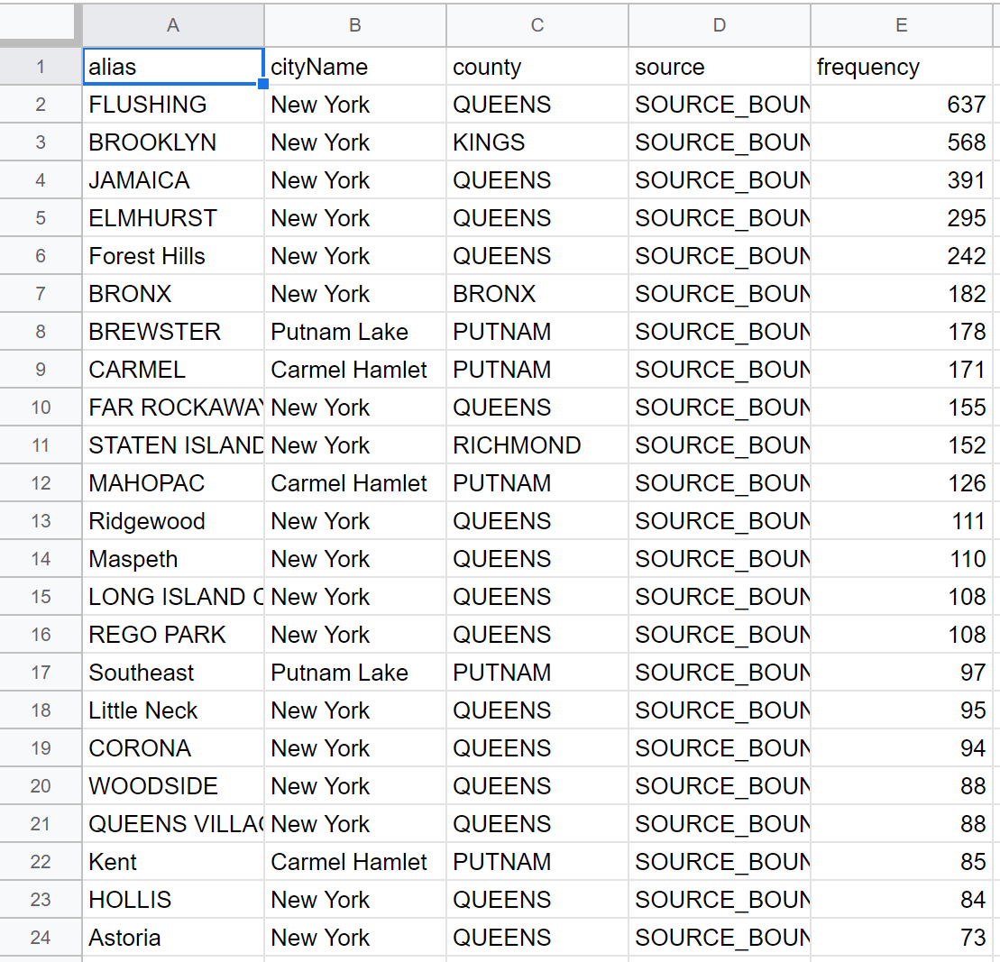 A B C D E
1 alias cityName county source frequency
2 FLUSHING New York QUEENS SOURCE_BOUN 637
3 BROOKLYN New York KINGS SOURCE_BOUN 568
4 JAMAICA New York QUEENS SOURCE_BOUN 391
5 ELMHURST New York QUEENS SOURCE_BOUN 295
6 Forest Hills New York QUEENS SOURCE_BOUN 242
7 BRONX New York BRONX SOURCE_BOUN 182
8 BREWSTER Putnam Lake PUTNAM SOURCE_BOUN 178
9 CARMEL Carmel Hamlet PUTNAM SOURCE_BOUN 171
10 FAR ROCKAWAY New York QUEENS SOURCE_BOUN 155
11 STATEN ISLAND New York RICHMOND SOURCE_BOUN 152
12 MAHOPAC Carmel Hamlet PUTNAM SOURCE_BOUN 126
13 Ridgewood New York QUEENS SOURCE_BOUN 111
14 Maspeth New York QUEENS SOURCE_BOUN 110
15 LONG ISLAND C New York QUEENS SOURCE_BOUN 108
16 REGO PARK New York QUEENS SOURCE_BOUN 108
17 Southeast Putnam Lake PUTNAM SOURCE_BOUN 97
18 Little Neck New York QUEENS SOURCE_BOUN 95
19 CORONA New York QUEENS SOURCE_BOUN 94
20 WOODSIDE New York QUEENS SOURCE_BOUN 88
21 QUEENS VILLAG New York QUEENS SOURCE_BOUN 88
22 Kent Carmel Hamlet PUTNAM SOURCE_BOUN 85
23 HOLLIS New York QUEENS SOURCE_BOUN 84
24 Astoria New York QUEENS SOURCE_BOUN 73